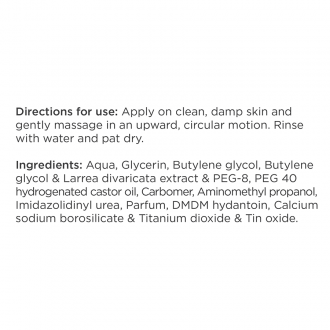 Directions for use: Apply on clean, damp skin and
gently massage in an upward, circular motion. Rinse
with water and pat dry.
Ingredients: Aqua, Glycerin, Butylene glycol, Butylene
glycol & Larrea divaricata extract & PEG-8, PEG 40
hydrogenated castor oil, Carbomer, Aminomethyl propanol,
Imidazolidinyl urea, Parfum, DMDM hydantoin, Calcium
sodium borosilicate & Titanium dioxide & Tin oxide.